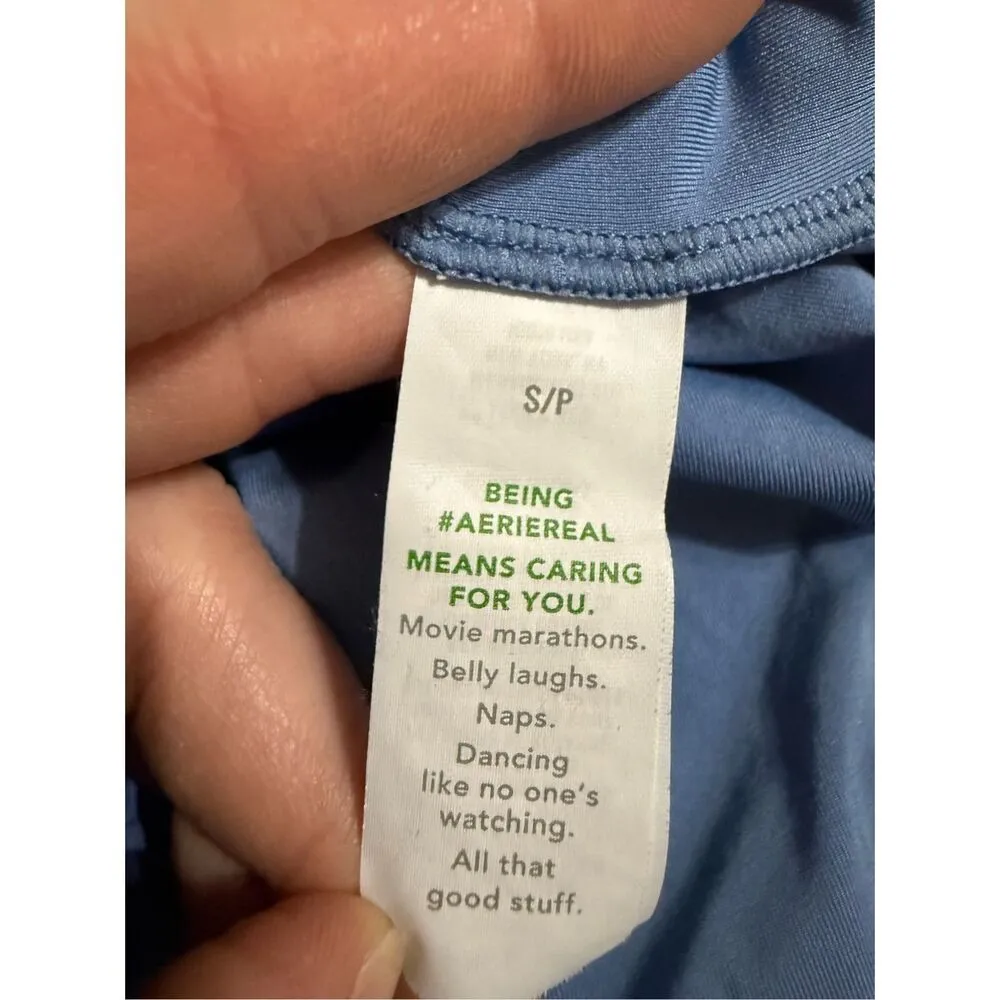 S/P
BEING
#AERIEREAL
MEANS CARING
FOR YOU.
Movie marathons.
Belly laughs.
Naps.
Dancing
like no one's
watching.
All that
good stuff.